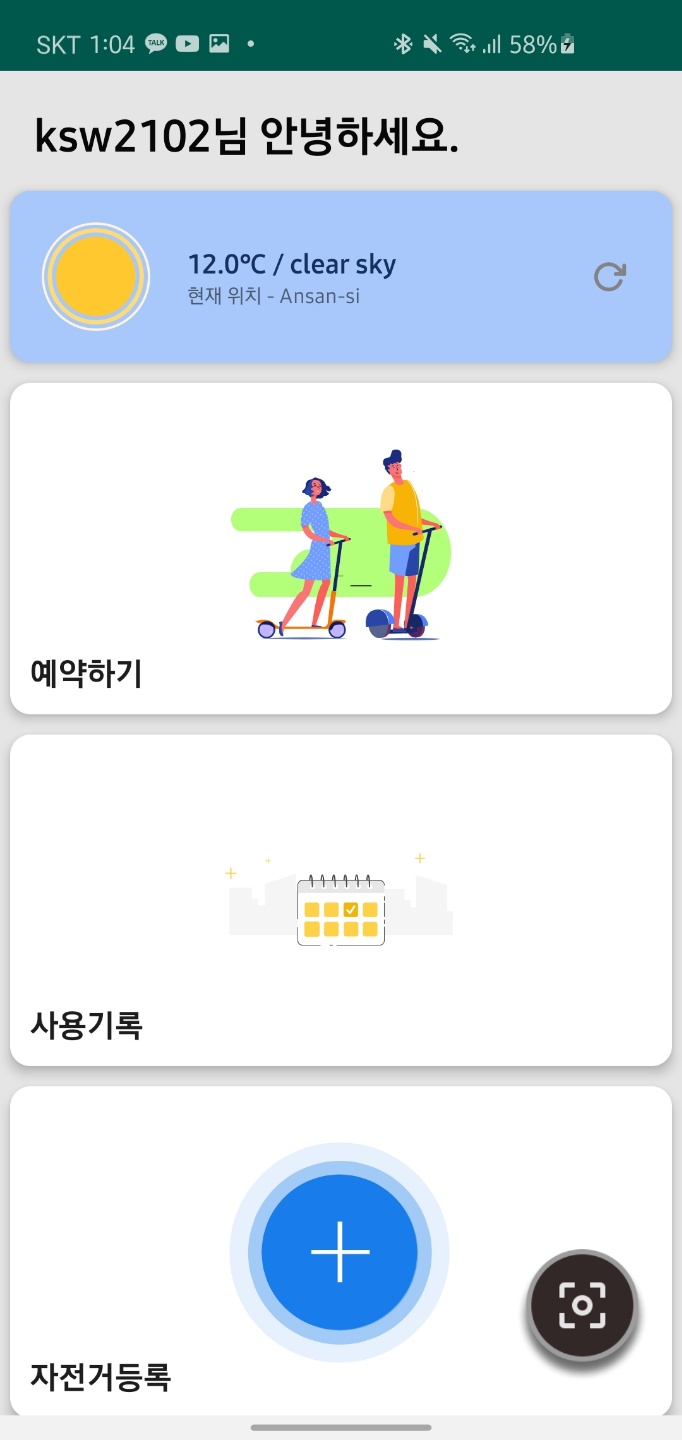 SKT 1:04 TALK 58%
ksw2102님 안녕하세요.
12.0°C / clear sky
현재 위치 - Ansan-si
예약하기
사용기록
자전거등록